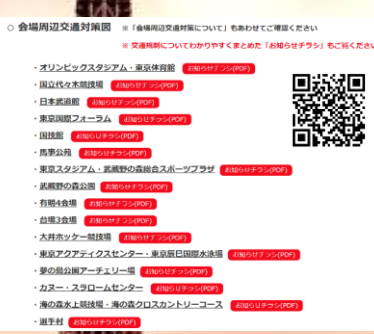 ○ 会場周辺交通対策図 ※「会場周辺交通対策について」もあわせてご確認ください
※ 交通規制についてわかりやすくまとめた「お知らせチラシ」もご覧ください
・オリンピックスタジアム・東京体育館 お知らせチラシ(PDF)
・国立代々木競技場 お知らせチラシ(PDF)
・日本武道館 お知らせチラシ(PDF)
・東京国際フォーラム お知らせチラシ(PDF)
・国技館 お知らせチラシ(PDF)
・馬事公苑 お知らせチラシ(PDF)
・東京スタジアム・武蔵野の森総合スポーツプラザ お知らせチラシ(PDF)
・武蔵野の森公園 お知らせチラシ(PDF)
・有明4会場 お知らせチラシ(PDF)
・台場3会場 お知らせチラシ(PDF)
・大井ホッケー競技場 お知らせチラシ(PDF)
・東京アクアティクスセンター・東京辰巳国際水泳場 お知らせチラシ(PDF)
・夢の島公園アーチェリー場 お知らせチラシ(PDF)
・カヌー・スラロームセンター お知らせチラシ(PDF)
・海の森水上競技場・海の森クロスカントリーコース お知らせチラシ(PDF)
・選手村 お知らせチラシ(PDF)